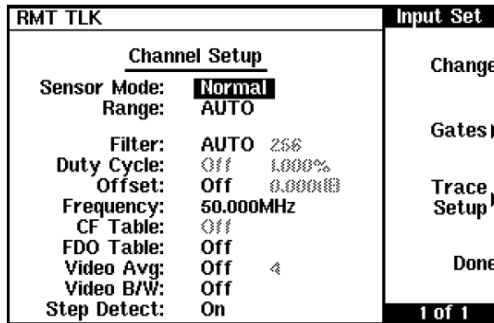 RMT TLK
Input Set
Channel Setup
Change
Sensor Mode: Normal
Range: AUTO
Gates
Filter: AUTO 256
Duty Cycle: Off 1.000%
Offset: Off 0.000dB
Trace Setup
Frequency: 50.000MHz
CF Table: Off
FDO Table: Off
Video Avg: Off 4
Done
Video B/W: Off
Step Detect: On
1 of 1